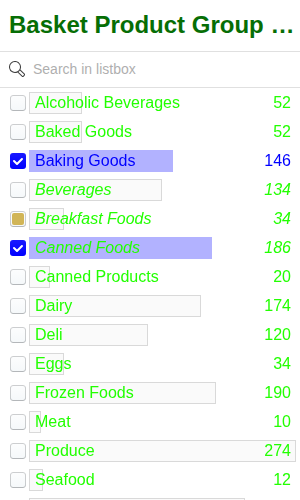 Basket Product Group …
Search in listbox
Alcoholic Beverages 52
Baked Goods 52
Baking Goods 146
Beverages 134
Breakfast Foods 34
Canned Foods 186
Canned Products 20
Dairy 174
Deli 120
Eggs 34
Frozen Foods 190
Meat 10
Produce 274
Seafood 12